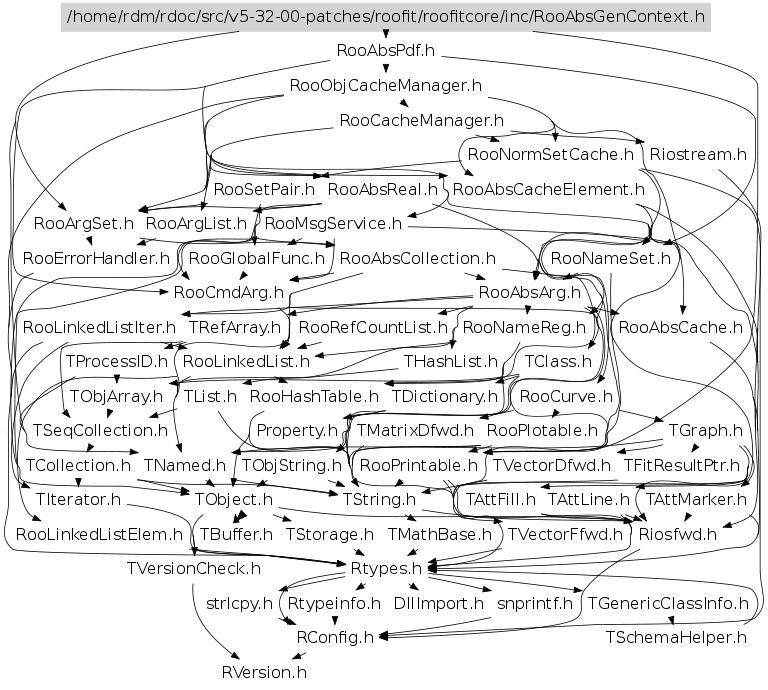 /home/rdm/rdoc/src/v5-32-00-patches/roofit/roofitcore/inc/RooAbsGenContext.h
RooAbsPdf.h
RooObjCacheManager.h
RooCacheManager.h
RooNormSetCache.h Riostream.h
RooSetPair.h RooAbsReal.h RooAbsCacheElement.h
RooArgSet.h RooArgList.h RooMsgService.h
RooErrorHandler.h RooGlobalFunc.h RooAbsCollection.h RooNameSet.h
RooCmdArg.h RooAbsArg.h
RooLinkedListIter.h TRefArray.h RooRefCountList.h RooNameReg.h RooAbsCache.h
TProcessID.h RooLinkedList.h THashList.h TClass.h
TObjArray.h TList.h RooHashTable.h TDictionary.h RooCurve.h
TSeqCollection.h Property.h TMatrixDfwd.h RooPlotable.h TGraph.h
TCollection.h TNamed.h TObjString.h RooPrintable.h TVectorDfwd.h TFitResultPtr.h
TIterator.h TObject.h TString.h TAttFill.h TAttLine.h TAttMarker.h
RooLinkedListElem.h TBuffer.h TStorage.h TMathBase.h TVectorFfwd.h Riosfwd.h
TVersionCheck.h Rtypes.h
strlcpy.h Rtypeinfo.h DllImport.h snprintf.h TGenericClassInfo.h
RConfig.h TSchemaHelper.h
RVersion.h